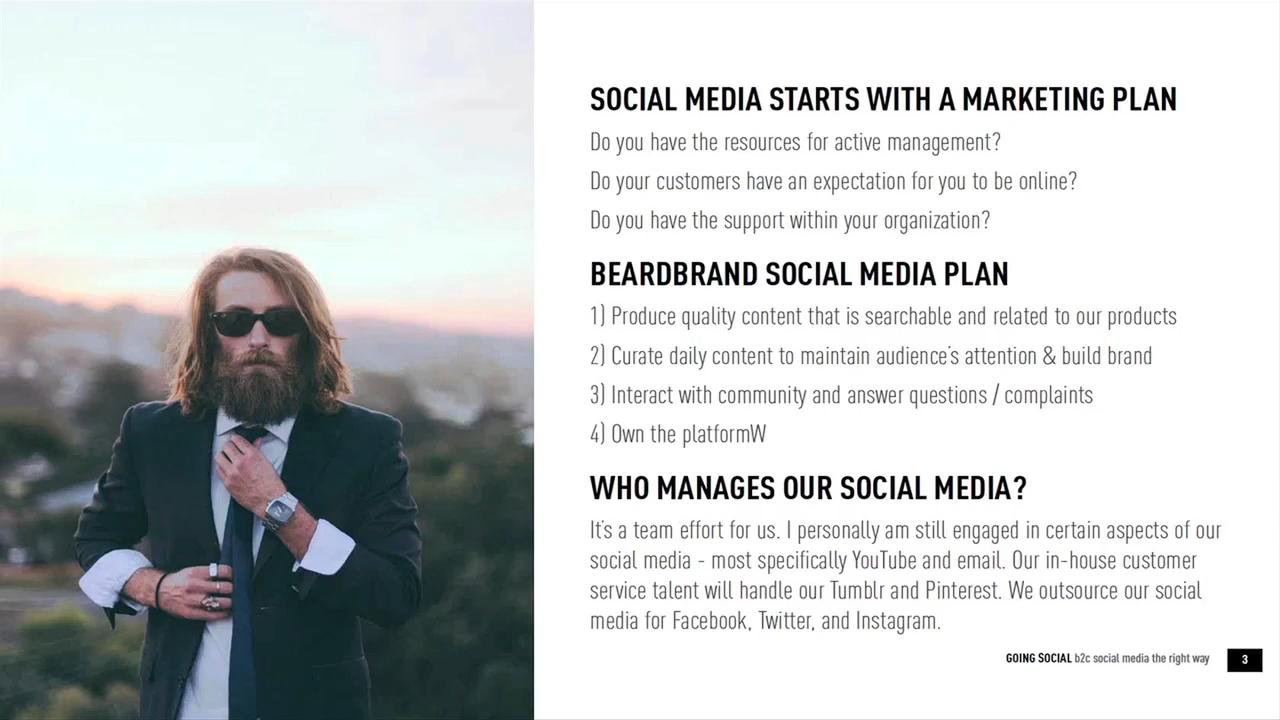 SOCIAL MEDIA STARTS WITH A MARKETING PLAN
Do you have the resources for active management?
Do your customers have an expectation for you to be online?
Do you have the support within your organization?
BEARDBRAND SOCIAL MEDIA PLAN
1) Produce quality content that is searchable and related to our products
2) Curate daily content to maintain audience's attention & build brand
3) Interact with community and answer questions / complaints
4) Own the platformW
WHO MANAGES OUR SOCIAL MEDIA?
It's a team effort for us. I personally am still engaged in certain aspects of our
social media - most specifically YouTube and email. Our in-house customer
service talent will handle our Tumblr and Pinterest. We outsource our social
media for Facebook, Twitter, and Instagram.
GOING SOCIAL b2c social media the right way 3